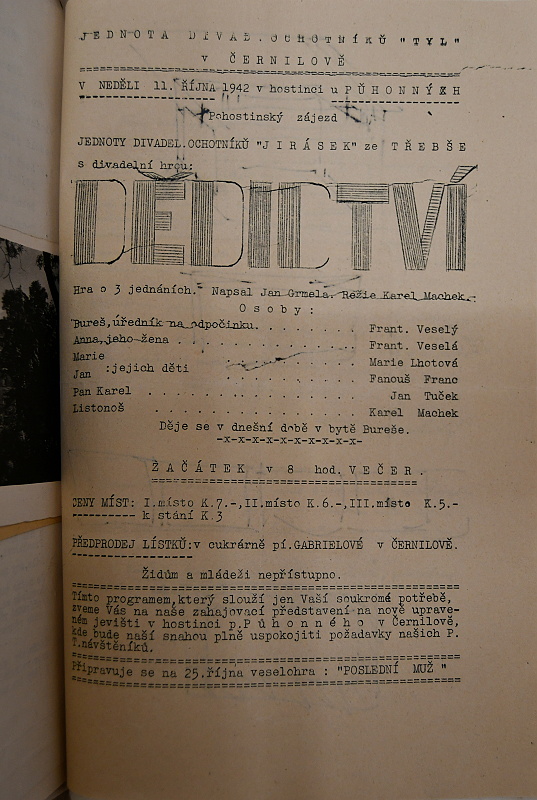 JEDNOTA DIVAD.OCHOTNÍKŮ "TYL"
v ČERNILOVĚ
V NEDĚLI 11. ŘÍJNA 1942 v hostinci u PŮHONNÝXH
Pohostinský zájezd
JEDNOTY DIVADEL.OCHOTNÍKŮ "JIRÁSEK" ze TŘEBŠE
s divadelní hrou:
DĚDICTVÍ
Hra o 3 jednáních. Napsal Jan Grmela. Režie Karel Machek.
Osoby:
Bureš, úředník na odpočinku. . . . . . . . Frant. Veselý
Anna, jeho žena . . . . . . . . . . . . . Frant. Veselá
Marie . . . . . . . . . . Marie Lhotová
:jejich děti
Jan . . . . . . . . . . Fanouš Franc
Pan Karel . . . . . . . . . . . . . . . Jan Tuček
Listonoš . . . . . . . . . . . . . . . Karel Machek
Děje se v dnešní době v bytě Bureše.
-x-x-x-x-x-x-x-x-x-x-
ZAČÁTEK v 8 hod. VEČER.
CENY MÍST: I.místo K.7.-,II.místo K.6.-,III.místo K.5.-
k stání K.3
PŘEDPRODEJ LÍSTKŮ:v cukrárně pí.GABRIELOVÉ v ČERNILOVĚ.
Židům a mládeži nepřístupno.
Tímto programem,který slouží jen Vaší soukromé potřebě,
zveme Vás na naše zahajovací představení na nově uprave-
ném jevišti v hostinci p.Půhonného v Černilově,
kde bude naší snahou plně uspokojiti požadavky našich P.
T.návštěníků.
Připravuje se na 25.října veselohra : "POSLEDNÍ MUŽ "